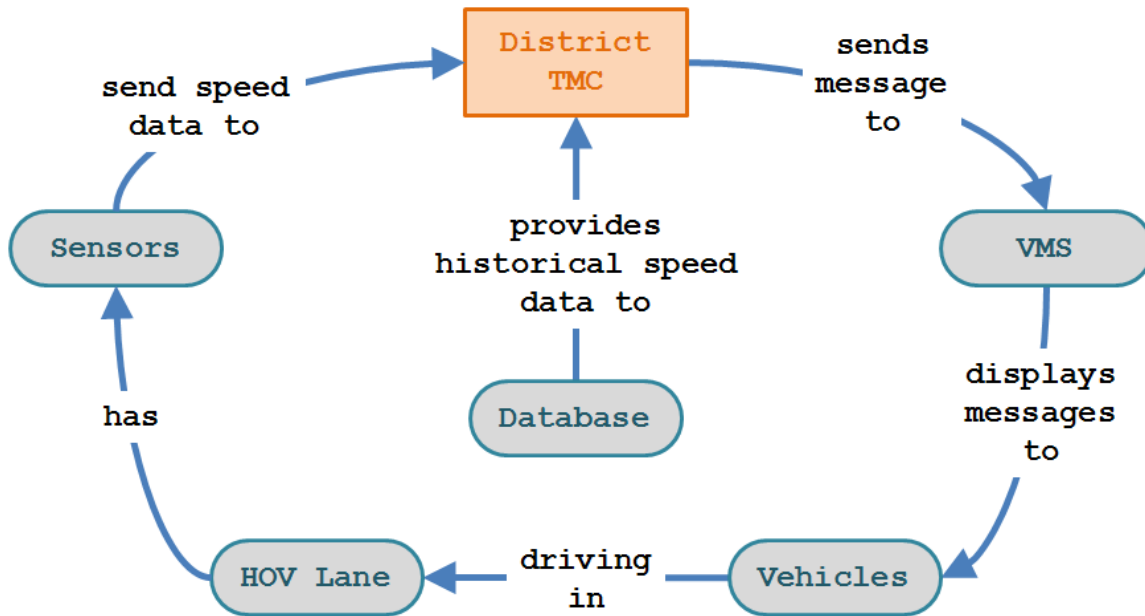 District
TMC
sends
message
to
send speed
data to
Sensors
provides
historical speed
data to
VMS
displays
messages
to
Database
has
HOV Lane
driving
in
Vehicles